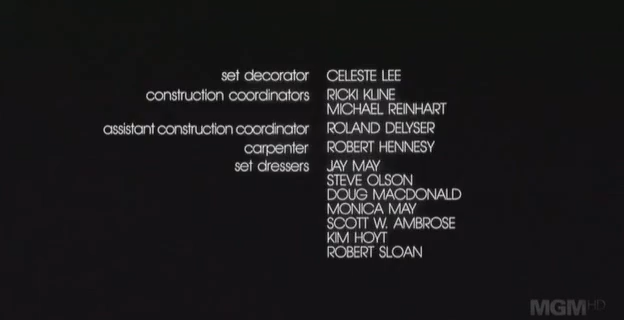 set decorator CELESTE LEE
construction coordinators RICKI KLINE
MICHAEL REINHART
assistant construction coordinator ROLAND DELYSER
carpenter ROBERT HENNESY
set dressers JAY MAY
STEVE OLSON
DOUG MACDONALD
MONICA MAY
SCOTT W. AMBROSE
KIM HOYT
ROBERT SLOAN
MGM HD